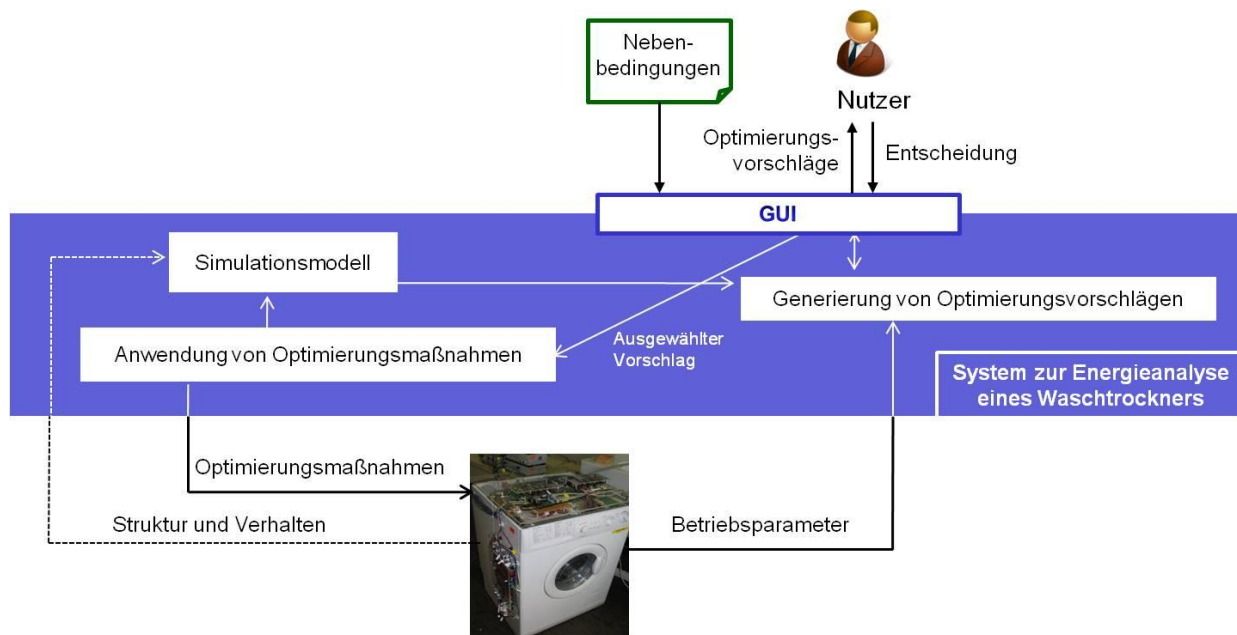 Neben-
bedingungen
Nutzer
Optimierungs-
vorschläge
Entscheidung
GUI
Simulationsmodell
Generierung von Optimierungsvorschlägen
Anwendung von Optimierungsmaßnahmen
Ausgewählter
Vorschlag
System zur Energieanalyse
eines Waschtrockners
Optimierungsmaßnahmen
Struktur und Verhalten
Betriebsparameter